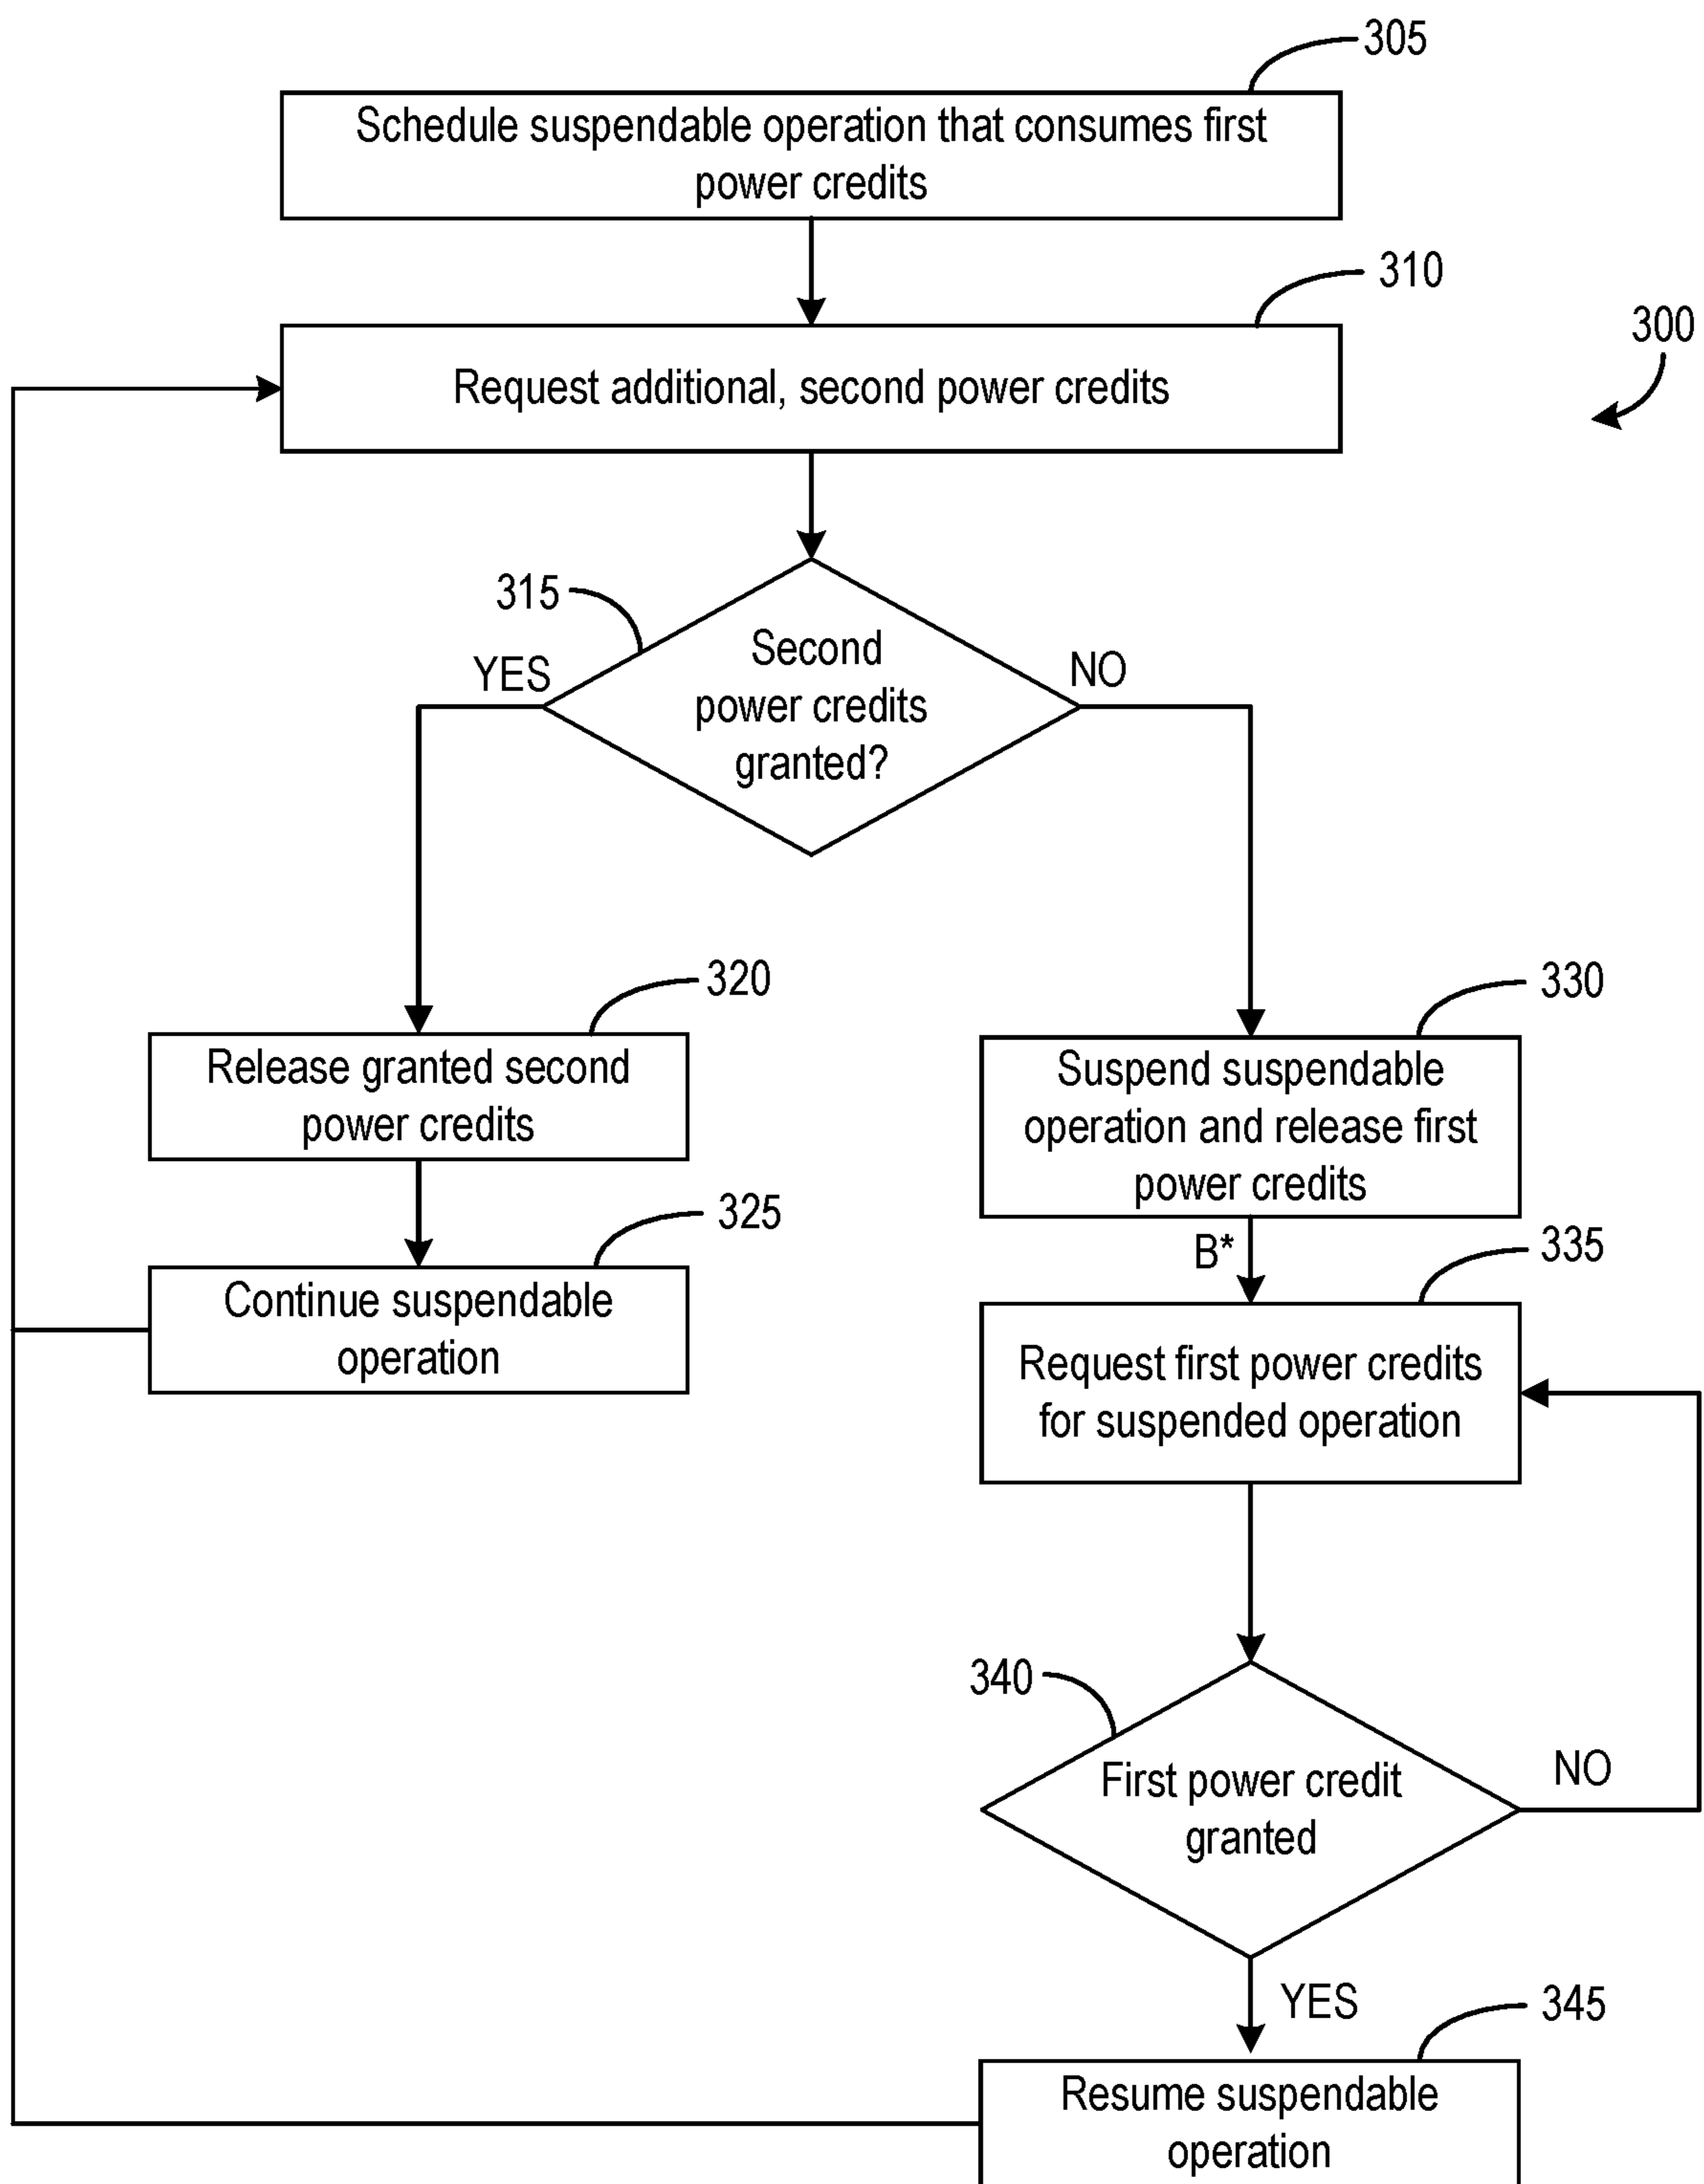 305
Schedule suspendable operation that consumes first
power credits
310
300
Request additional, second power credits
315
YES
Second
power credits
granted?
NO
320
Release granted second
power credits
330
Suspend suspendable
operation and release first
power credits
325
Continue suspendable
operation
B*
335
Request first power credits
for suspended operation
340
First power credit
granted
NO
YES
345
Resume suspendable
operation